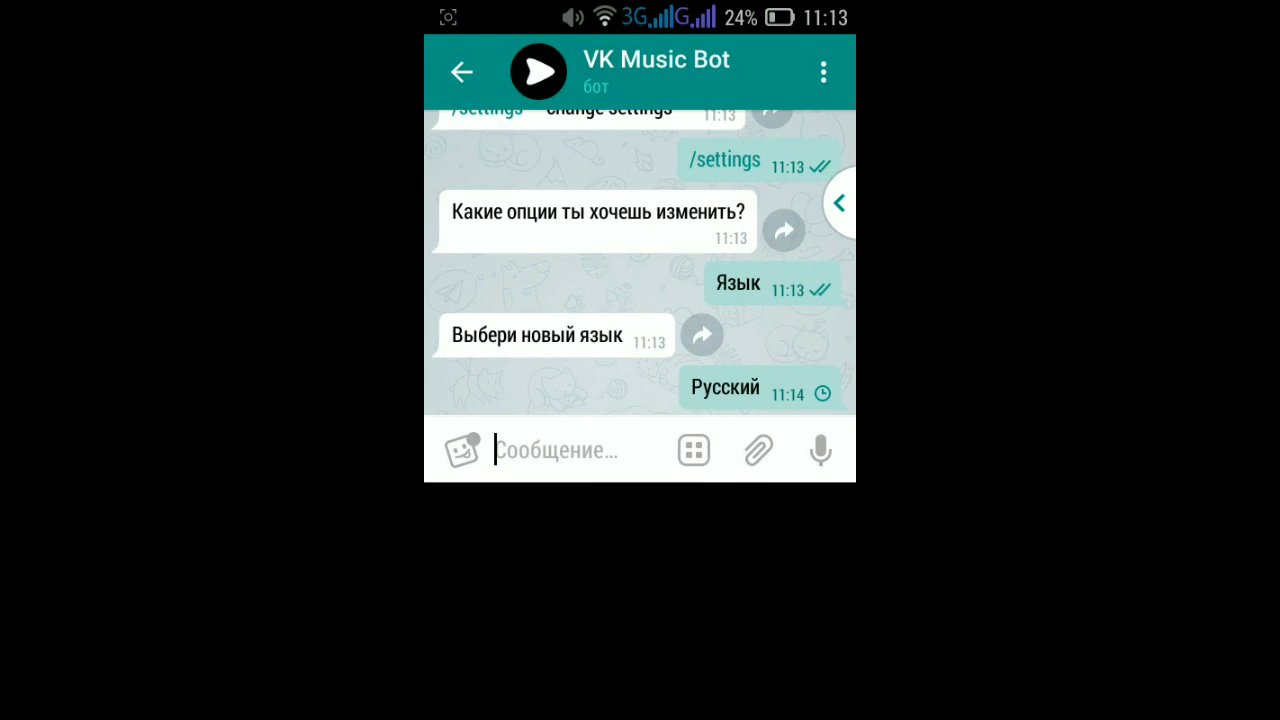 3G G 24% 11:13
VK Music Bot
бот
/settings change settings 11:13
/settings 11:13
Какие опции ты хочешь изменить?
11:13
Язык 11:13
Выбери новый язык 11:13
Русский 11:14
Сообщение...